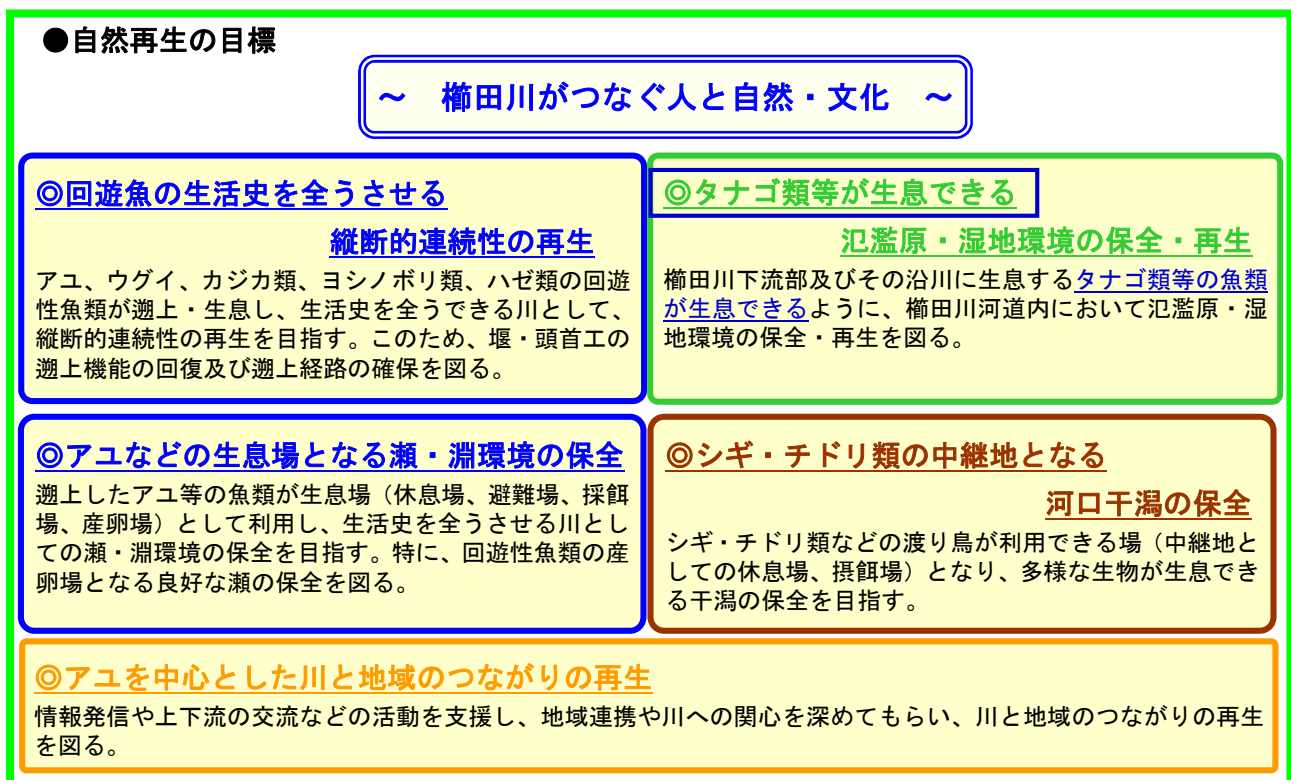 ●自然再生の目標
～　櫛田川がつなぐ人と自然・文化　～
◎回遊魚の生活史を全うさせる
縦断的連続性の再生
アユ、ウグイ、カジカ類、ヨシノボリ類、ハゼ類の回遊
性魚類が遡上・生息し、生活史を全うできる川として、
縦断的連続性の再生を目指す。このため、堰・頭首工の
遡上機能の回復及び遡上経路の確保を図る。
◎タナゴ類等が生息できる
氾濫原・湿地環境の保全・再生
櫛田川下流部及びその沿川に生息するタナゴ類等の魚類
が生息できるように、櫛田川河道内において氾濫原・湿
地環境の保全・再生を図る。
◎アユなどの生息場となる瀬・淵環境の保全
遡上したアユ等の魚類が生息場（休息場、避難場、採餌
場、産卵場）として利用し、生活史を全うさせる川とし
ての瀬・淵環境の保全を目指す。特に、回遊性魚類の産
卵場となる良好な瀬の保全を図る。
◎シギ・チドリ類の中継地となる
河口干潟の保全
シギ・チドリ類などの渡り鳥が利用できる場（中継地と
しての休息場、摂餌場）となり、多様な生物が生息でき
る干潟の保全を目指す。
◎アユを中心とした川と地域のつながりの再生
情報発信や上下流の交流などの活動を支援し、地域連携や川への関心を深めてもらい、川と地域のつながりの再生
を図る。